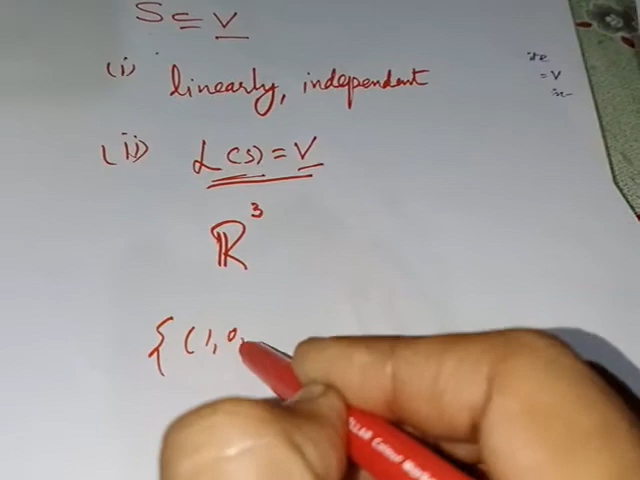 S ⊆ V
(i) linearly, independent
(ii) L(S) = V
ℝ³
{ (1, 0,
= V